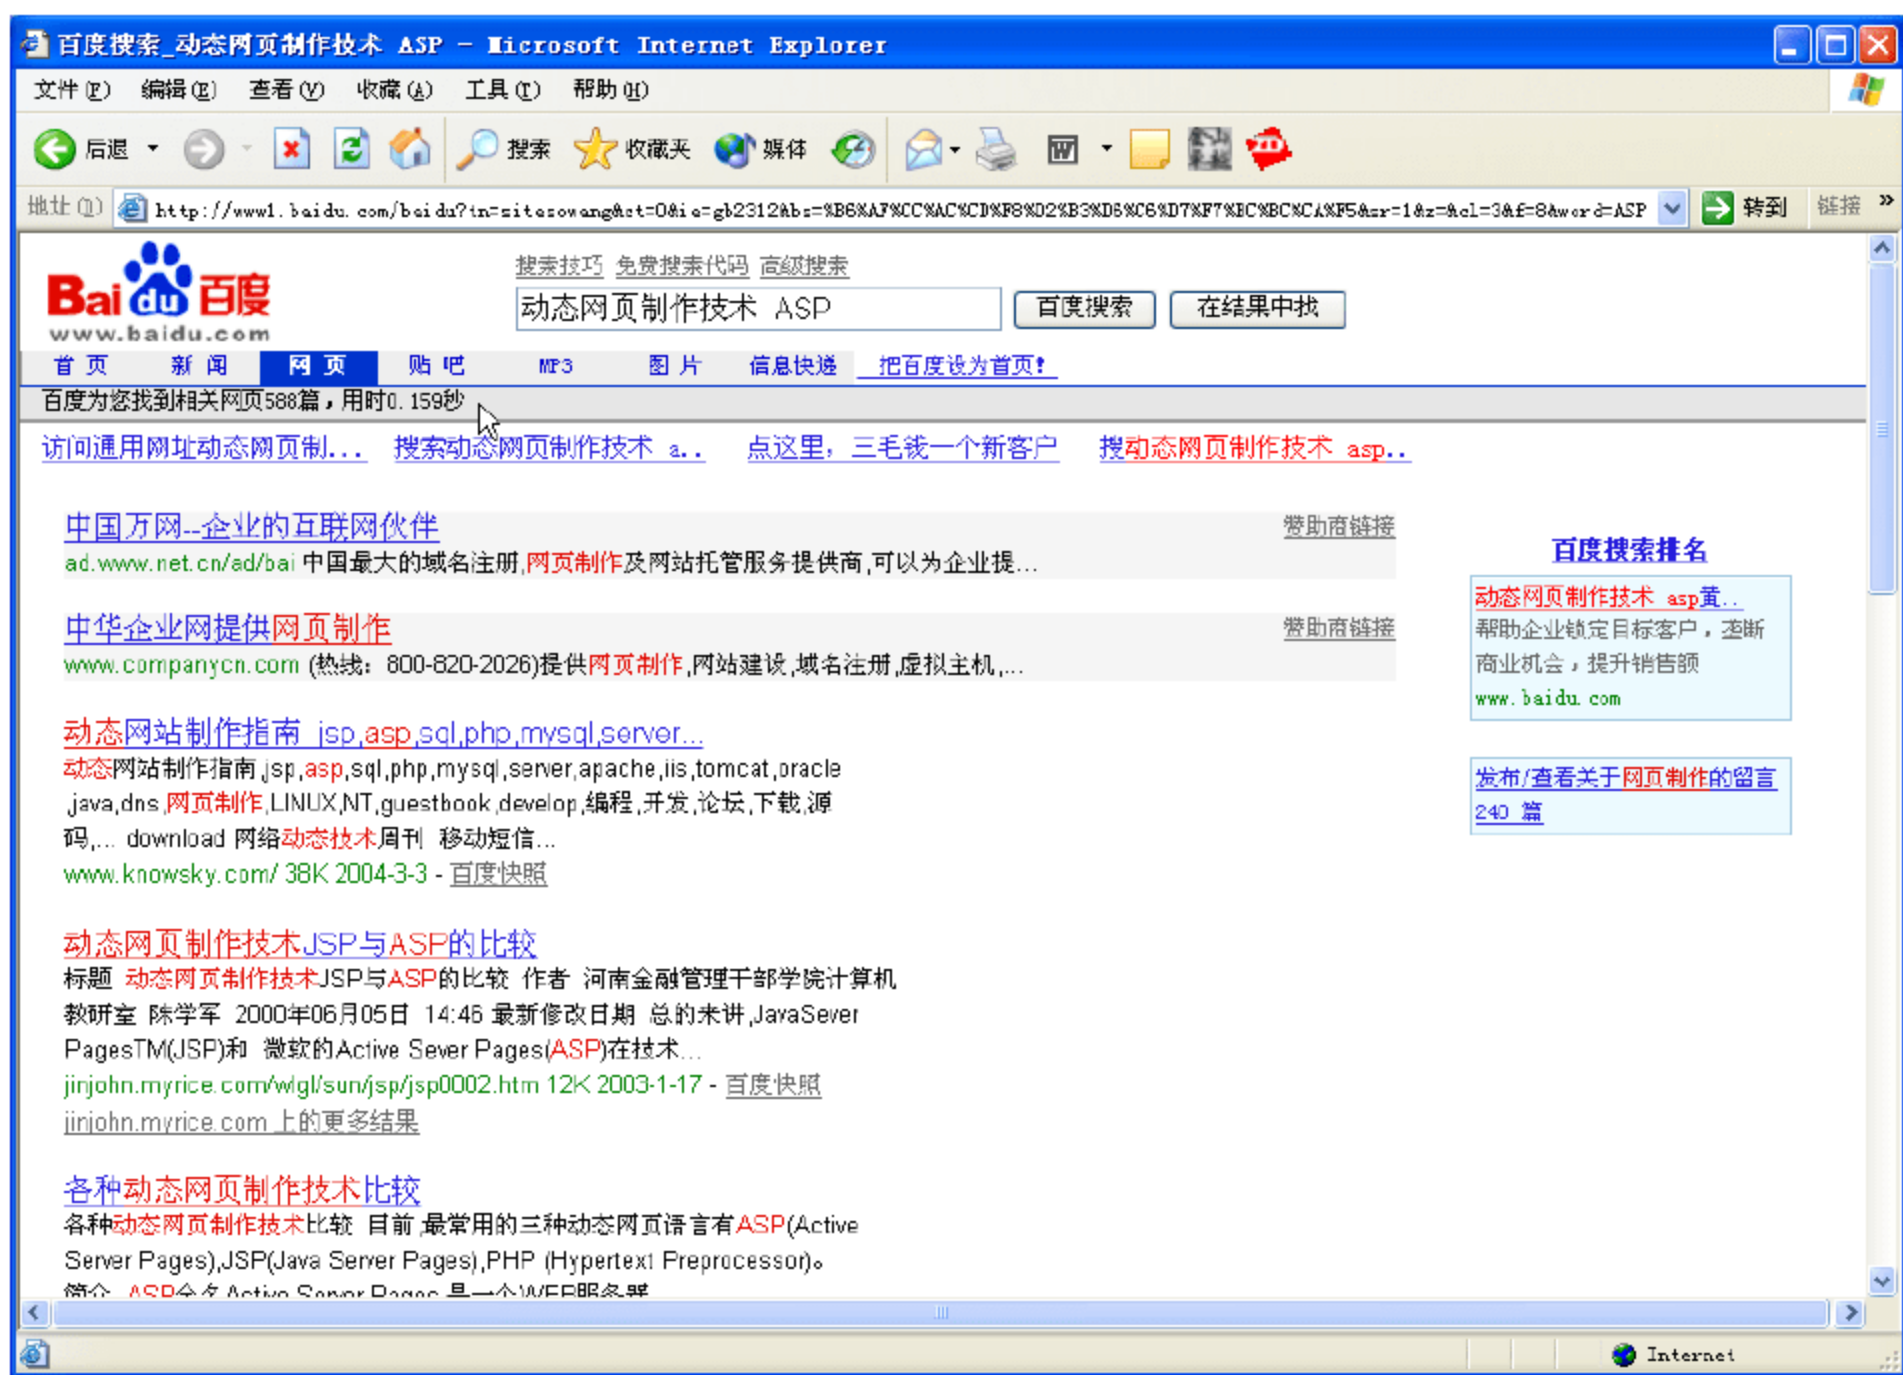 百度搜索_动态网页制作技术 ASP - Microsoft Internet Explorer
文件(F) 编辑(E) 查看(V) 收藏(A) 工具(T) 帮助(H)
后退 搜索 收藏夹 媒体
地址(D) http://www1.baidu.com/baidu?tn=sitesowang&ct=0&ie=gb2312&bs=%B6%AF%CC%AC%CD%F8%D2%B3%D6%C6%D7%F7%BC%BC%CA%F5&sr=1&z=&cl=3&f=8&word=ASP 转到 链接 »
Bai du 百度
www.baidu.com
搜索技巧 免费搜索代码 高级搜索
动态网页制作技术 ASP 百度搜索 在结果中找
首 页 新 闻 网 页 贴 吧 MP3 图 片 信息快递 把百度设为首页!
百度为您找到相关网页588篇，用时0.159秒
访问通用网址动态网页制... 搜索动态网页制作技术 a.. 点这里，三毛钱一个新客户 搜动态网页制作技术 asp..
中国万网--企业的互联网伙伴 赞助商链接
ad.www.net.cn/ad/bai 中国最大的域名注册,网页制作及网站托管服务提供商,可以为企业提...
中华企业网提供网页制作 赞助商链接
www.companycn.com (热线：800-820-2026)提供网页制作,网站建设,域名注册,虚拟主机,...
动态网站制作指南 jsp,asp,sql,php,mysql,server...
动态网站制作指南,jsp,asp,sql,php,mysql,server,apache,iis,tomcat,oracle
,java,dns,网页制作,LINUX,NT,guestbook,develop,编程,开发,论坛,下载,源
码,... download 网络动态技术周刊 移动短信...
www.knowsky.com/ 38K 2004-3-3 - 百度快照
动态网页制作技术JSP与ASP的比较
标题 动态网页制作技术JSP与ASP的比较 作者 河南金融管理干部学院计算机
教研室 陈学军 2000年06月05日 14:46 最新修改日期 总的来讲,JavaSever
PagesTM(JSP)和 微软的Active Sever Pages(ASP)在技术...
jinjohn.myrice.com/wlgl/sun/jsp/jsp0002.htm 12K 2003-1-17 - 百度快照
jinjohn.myrice.com 上的更多结果
各种动态网页制作技术比较
各种动态网页制作技术比较 目前,最常用的三种动态网页语言有ASP(Active
Server Pages),JSP(Java Server Pages),PHP (Hypertext Preprocessor)。
简介 ASP全名Active Server Pages,是一个WEB服务器
百度搜索排名
动态网页制作技术 asp黄..
帮助企业锁定目标客户，垄断
商业机会，提升销售额
www.baidu.com
发布/查看关于网页制作的留言
240 篇
Internet